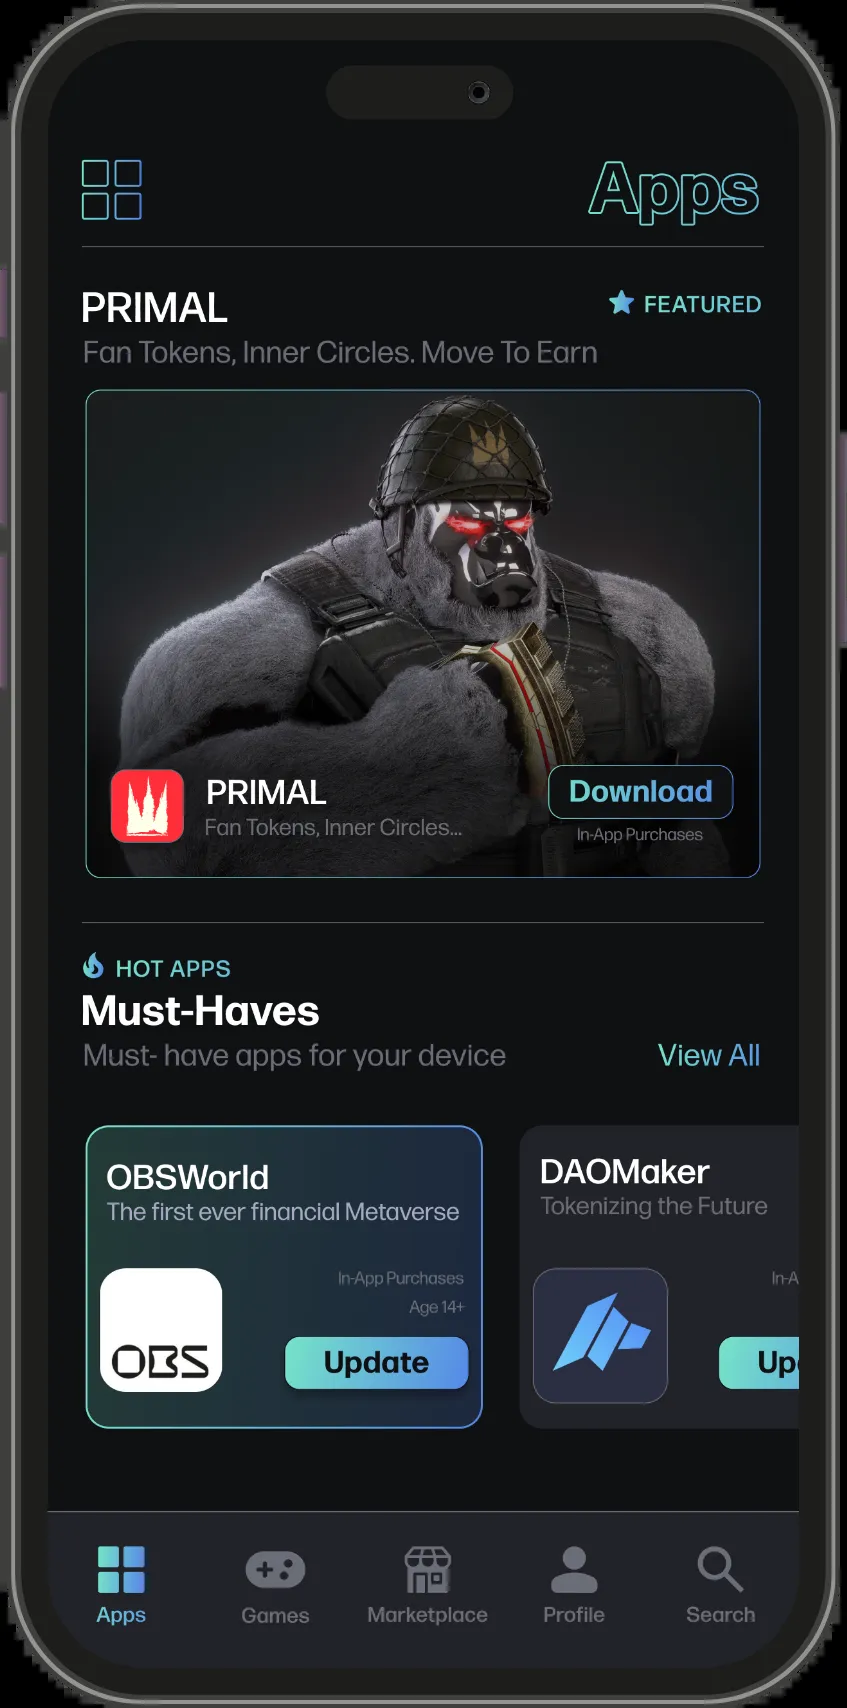 Apps
PRIMAL
FEATURED
Fan Tokens, Inner Circles. Move To Earn
PRIMAL
Fan Tokens, Inner Circles...
Download
In-App Purchases
HOT APPS
Must-Haves
Must- have apps for your device
View All
OBSWorld
The first ever financial Metaverse
In-App Purchases
Age 14+
OBS
Update
DAOMaker
Tokenizing the Future
In-A
Up
Apps
Games
Marketplace
Profile
Search